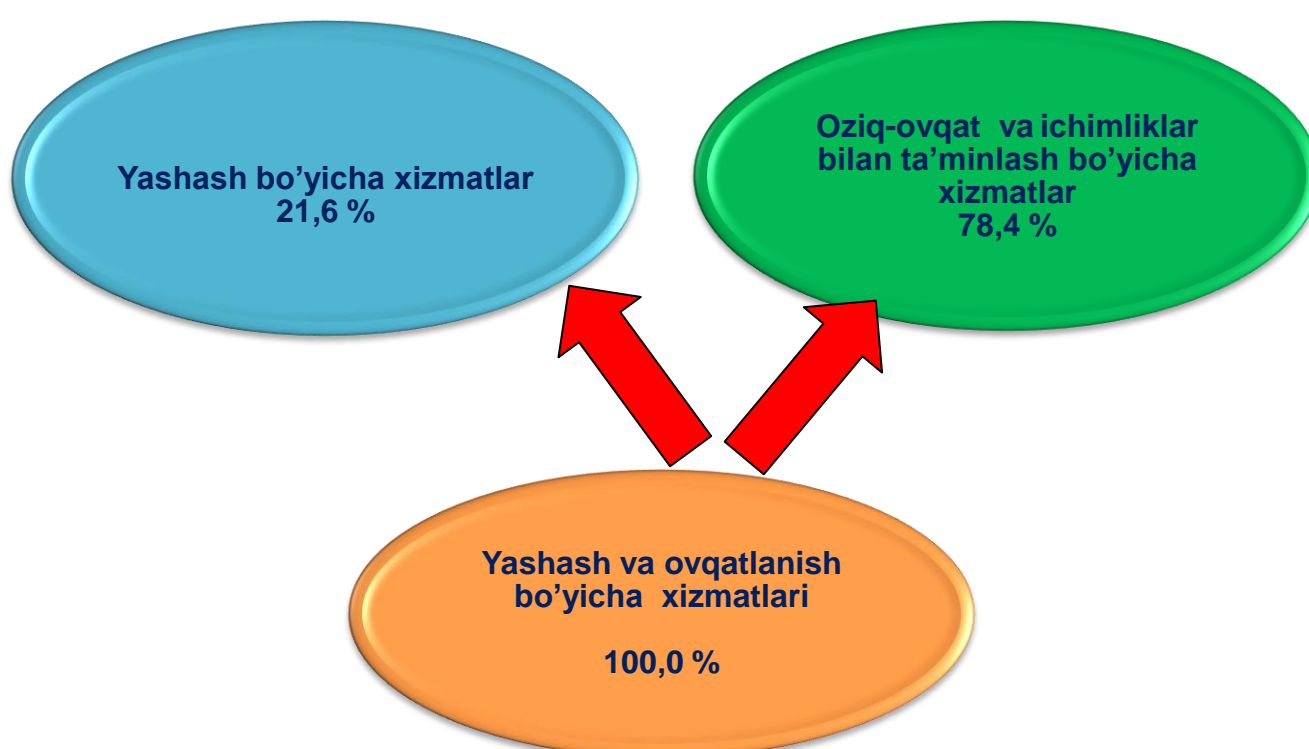 Yashash bo’yicha xizmatlar
21,6 %
Oziq-ovqat va ichimliklar
bilan ta’minlash bo’yicha
xizmatlar
78,4 %
Yashash va ovqatlanish
bo’yicha xizmatlari
100,0 %